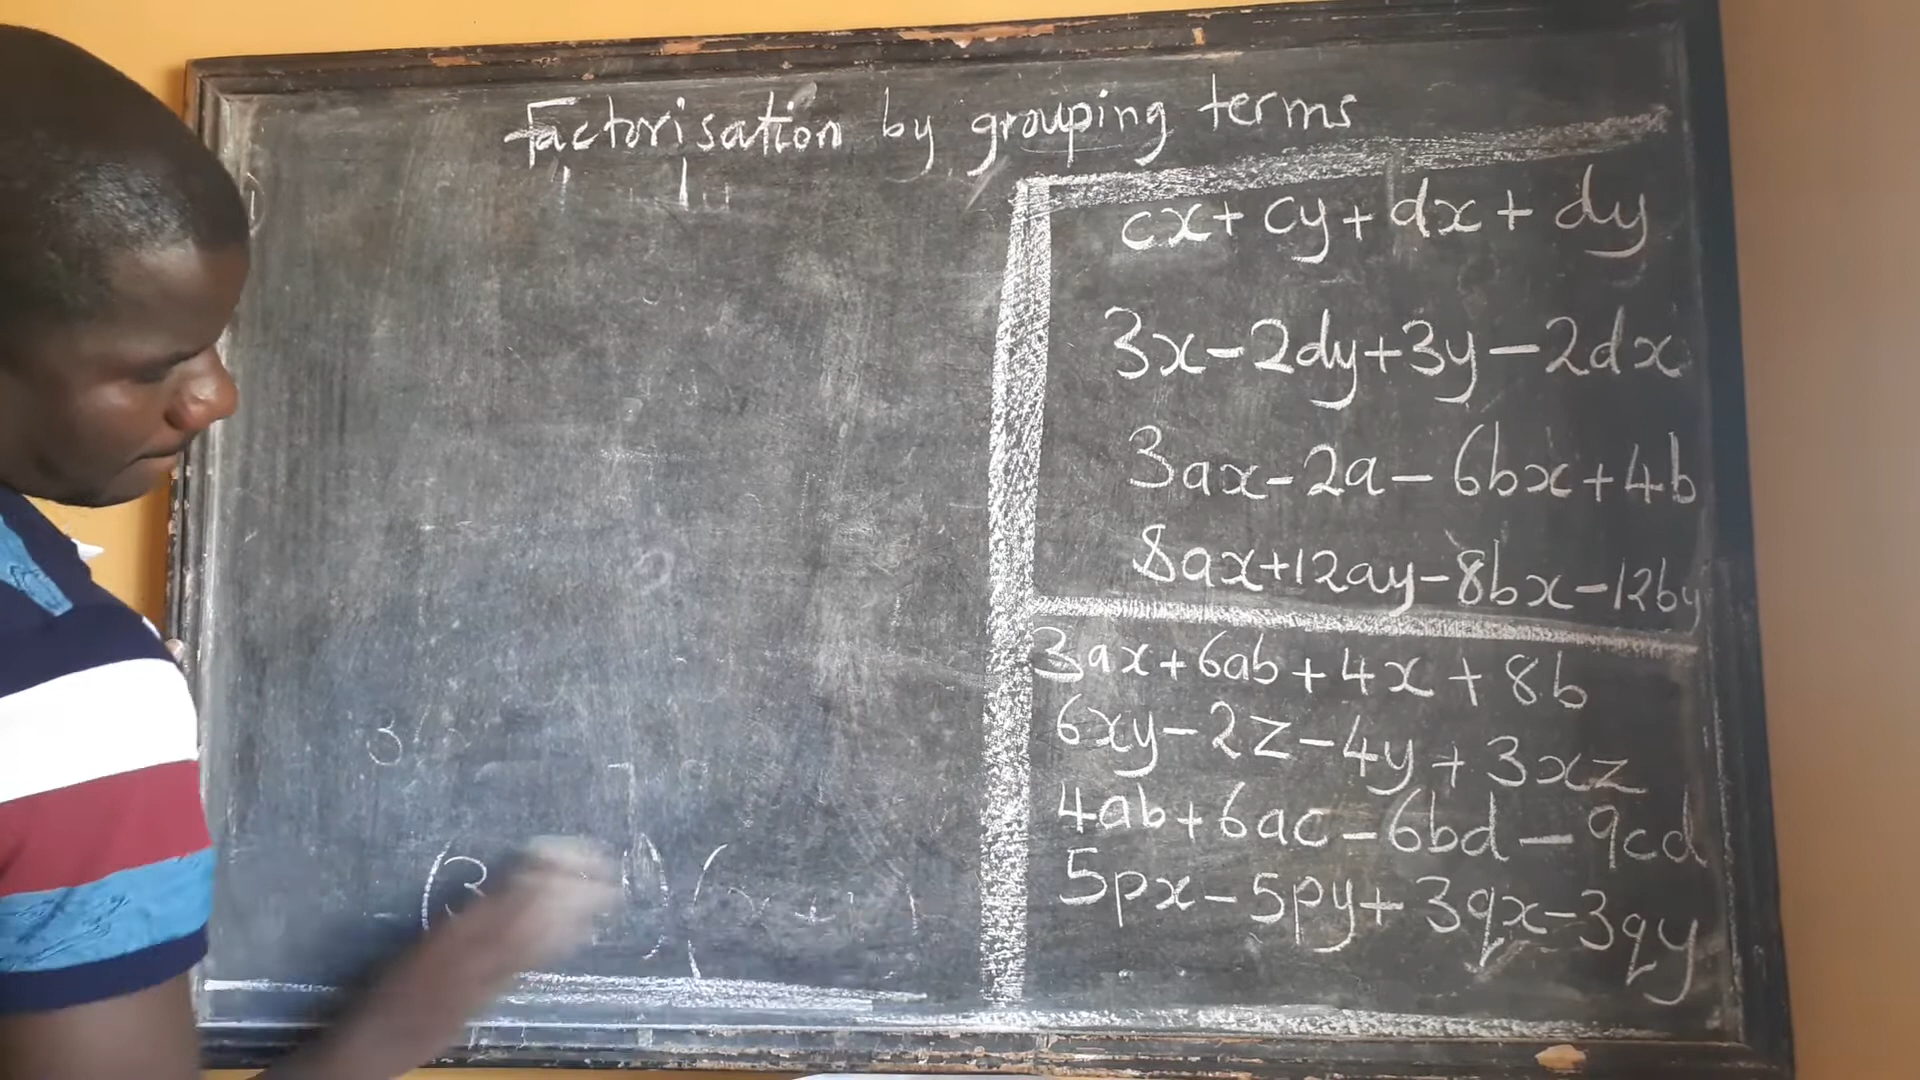 Factorisation by grouping terms
cx + cy + dx + dy
3x - 2dy + 3y - 2dx
3ax - 2a - 6bx + 4b
8ax + 12ay - 8bx - 12by
3ax + 6ab + 4x + 8b
6xy - 2z - 4y + 3xz
4ab + 6ac - 6bd - 9cd
5px - 5py + 3qx - 3qy